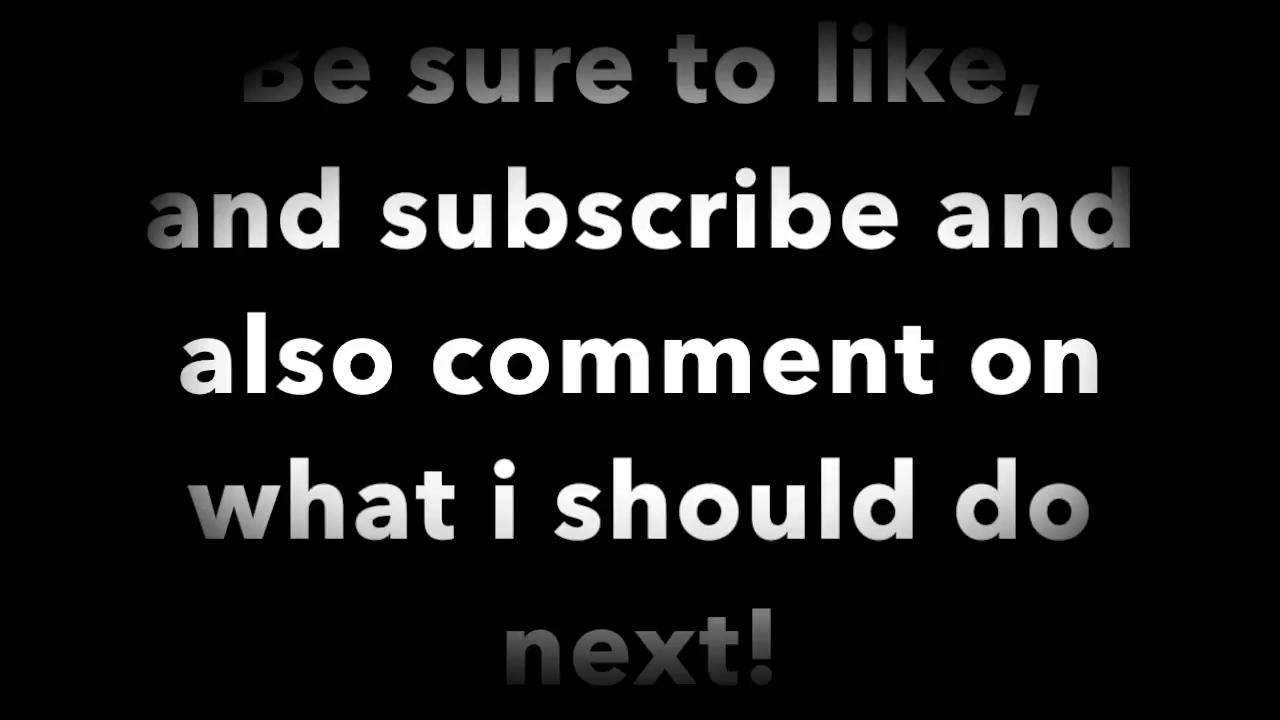 Be sure to like,
and subscribe and
also comment on
what i should do
next!